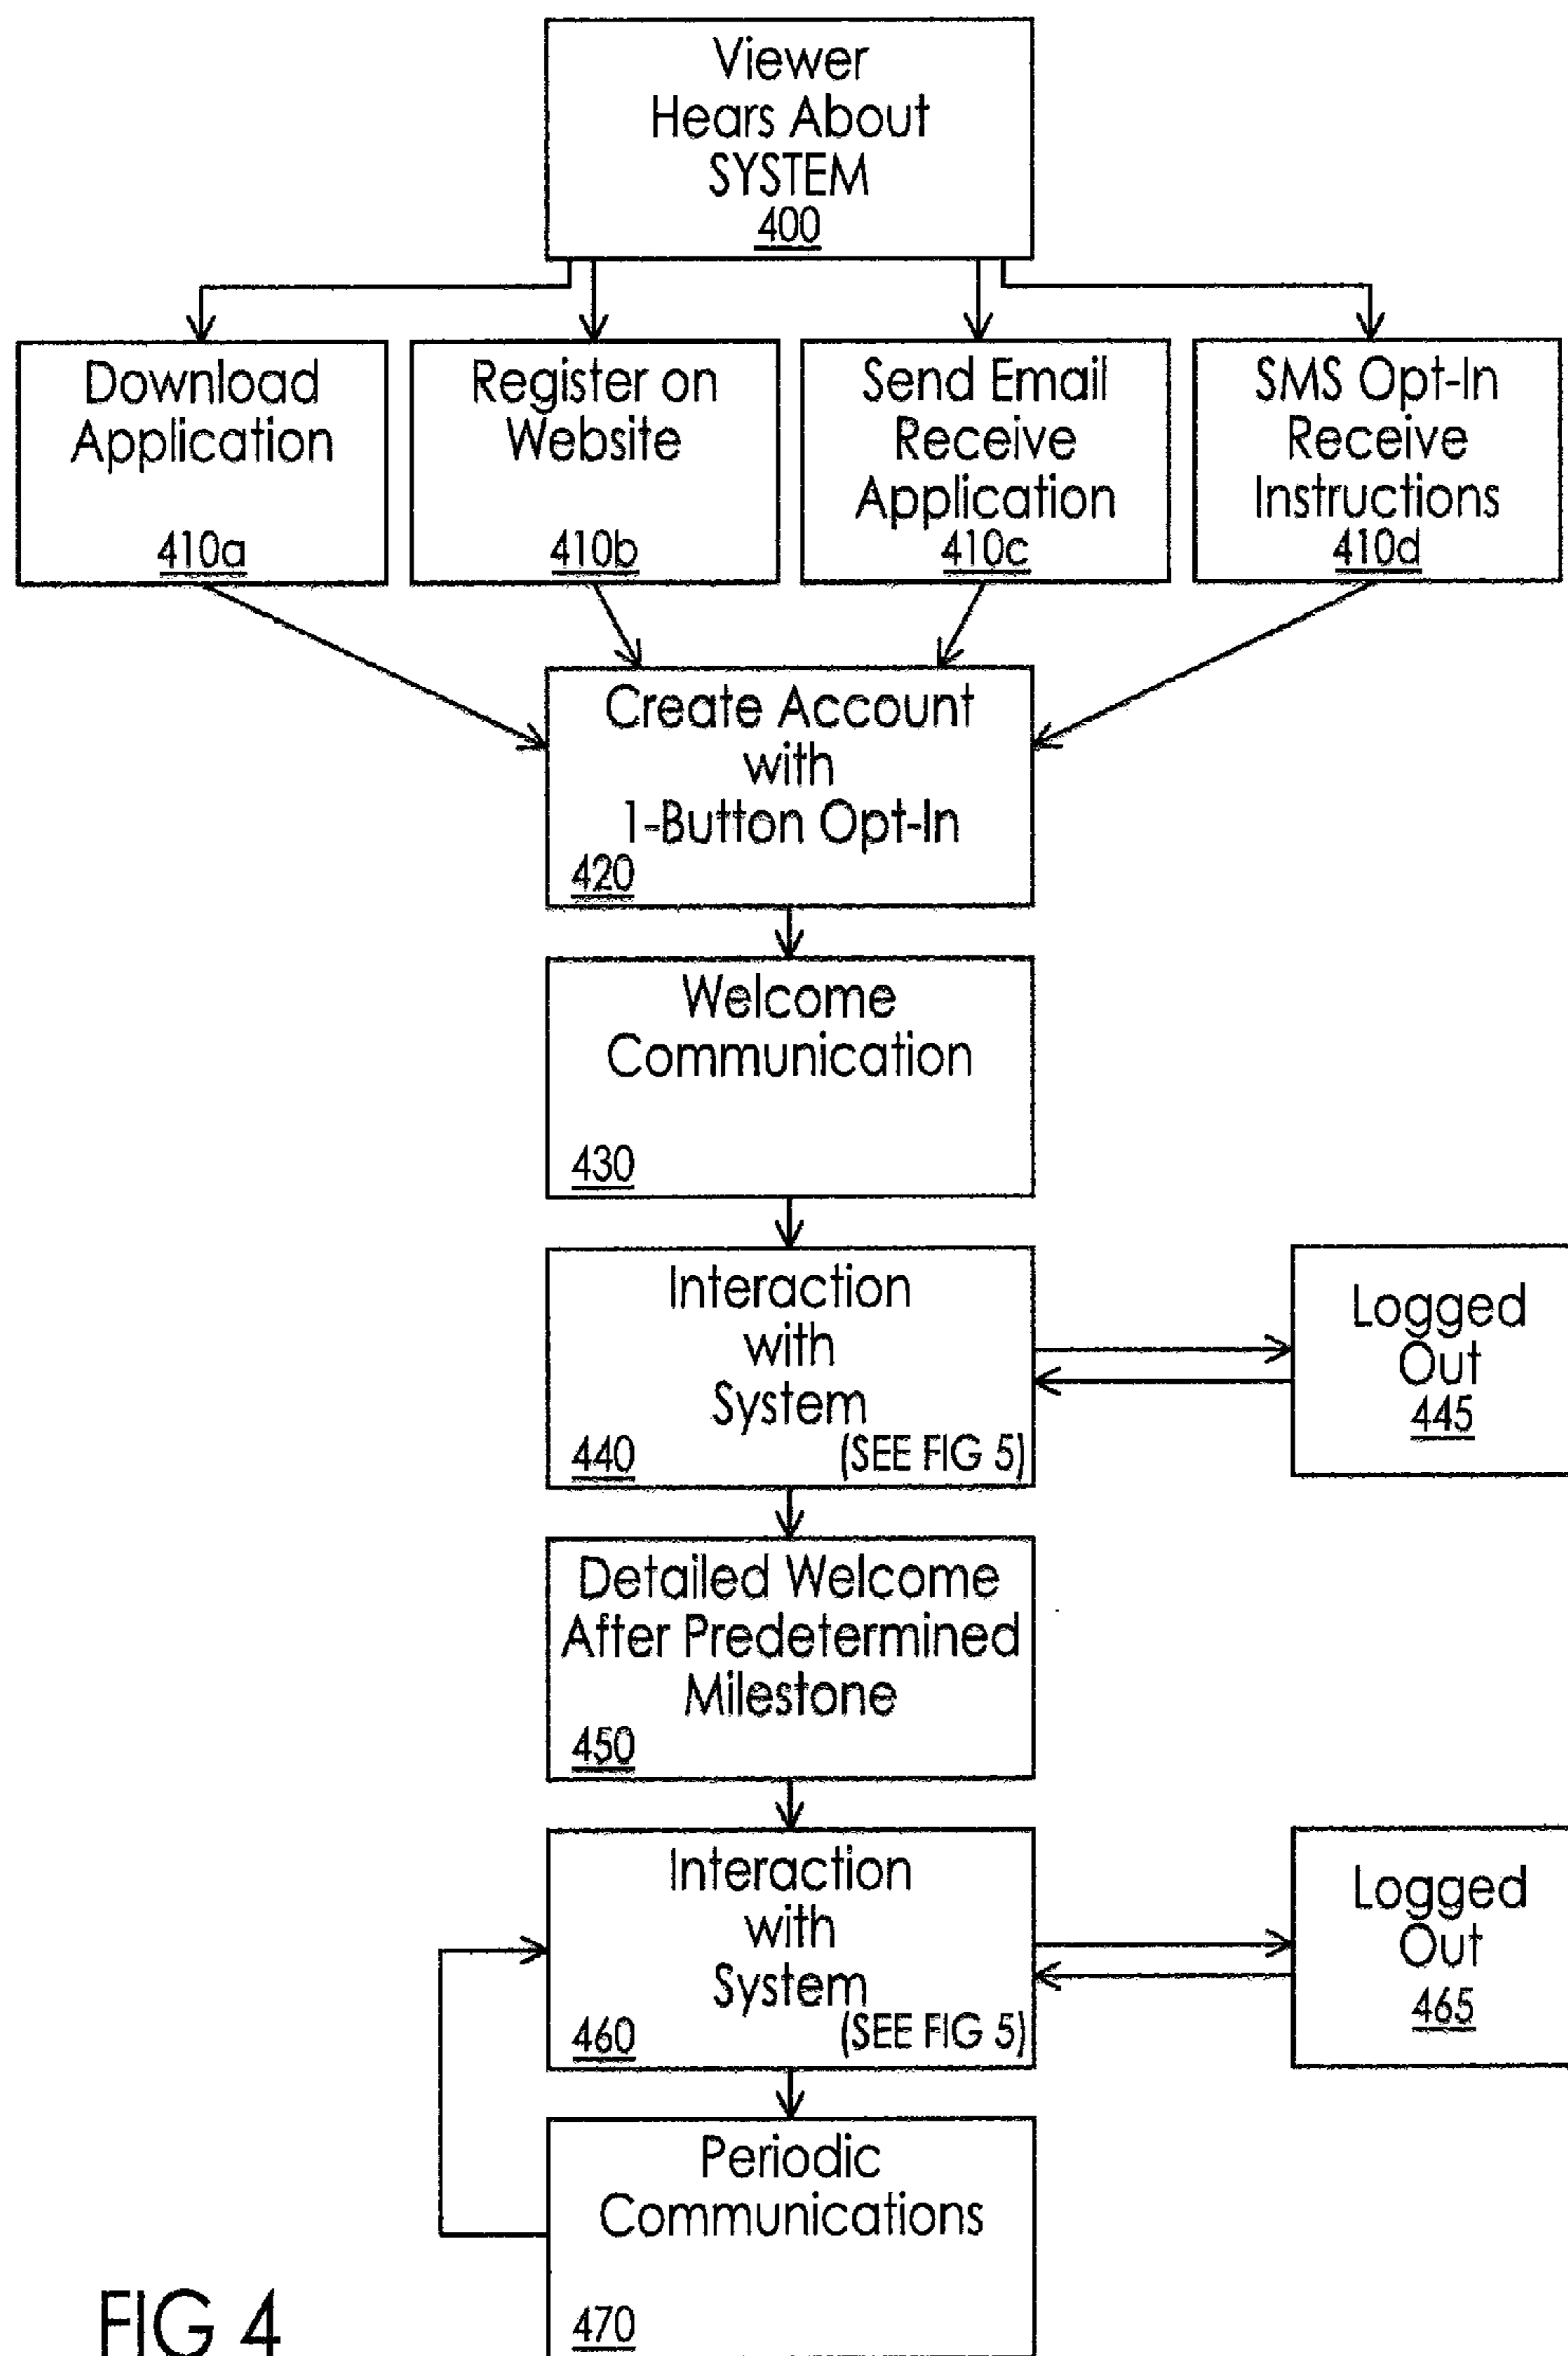 Viewer
Hears About
SYSTEM
400
Download
Application
410a
Register on
Website
410b
Send Email
Receive
Application
410c
SMS Opt-In
Receive
Instructions
410d
Create Account
with
1-Button Opt-In
420
Welcome
Communication
430
Interaction
with
System
440
(SEE FIG 5)
Logged
Out
445
Detailed Welcome
After Predetermined
Milestone
450
Interaction
with
System
460
(SEE FIG 5)
Logged
Out
465
Periodic
Communications
470
FIG 4